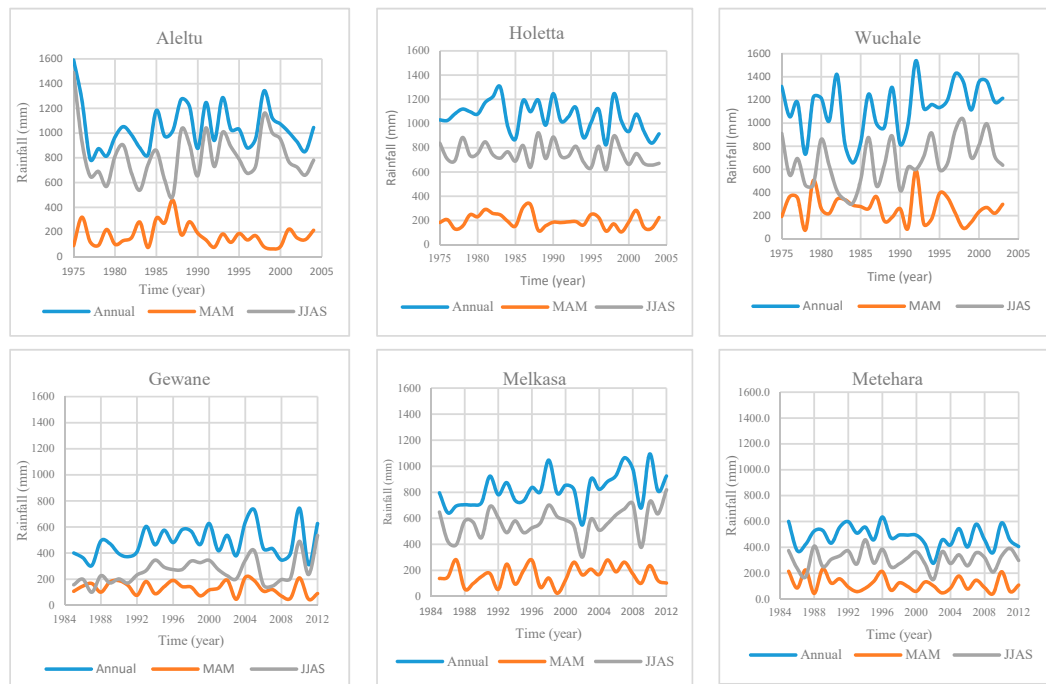 Aleltu
1600
1400
1200
1000
800
600
400
200
0
Rainfall (mm)
1975 1980 1985 1990 1995 2000 2005
Time (year)
Annual MAM JJAS
Holetta
1600
1400
1200
1000
800
600
400
200
0
Rainfall (mm)
1975 1980 1985 1990 1995 2000 2005
Time (year)
Annual MAM JJAS
Wuchale
1600
1400
1200
1000
800
600
400
200
0
Rainfall (mm)
1975 1980 1985 1990 1995 2000 2005
Time (year)
Annual MAM JJAS
Gewane
1600
1400
1200
1000
800
600
400
200
0
Rainfall (mm)
1984 1988 1992 1996 2000 2004 2008 2012
Time (year)
Annual MAM JJAS
Melkasa
1600
1400
1200
1000
800
600
400
200
0
Rainfall (mm)
1984 1988 1992 1996 2000 2004 2008 2012
Time (year)
Annual MAM JJAS
Metehara
1600.0
1400.0
1200.0
1000.0
800.0
600.0
400.0
200.0
0.0
Rainfall (mm)
1984 1988 1992 1996 2000 2004 2008 2012
Time (year)
Annual MAM JJAS